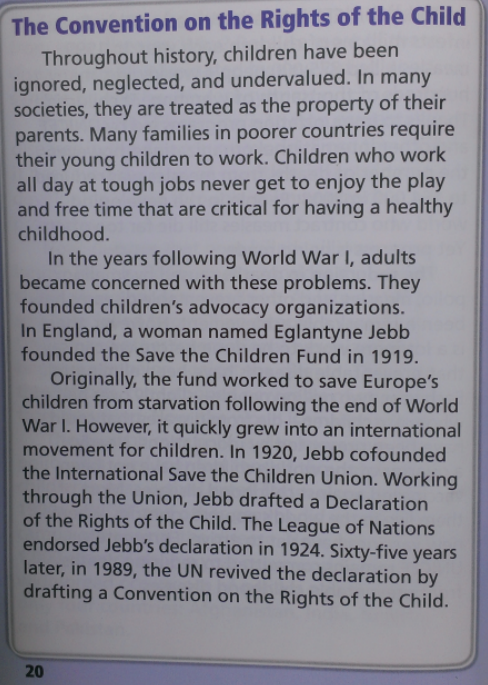 The Convention on the Rights of the Child
Throughout history, children have been
ignored, neglected, and undervalued. In many
societies, they are treated as the property of their
parents. Many families in poorer countries require
their young children to work. Children who work
all day at tough jobs never get to enjoy the play
and free time that are critical for having a healthy
childhood.
In the years following World War I, adults
became concerned with these problems. They
founded children's advocacy organizations.
In England, a woman named Eglantyne Jebb
founded the Save the Children Fund in 1919.
Originally, the fund worked to save Europe's
children from starvation following the end of World
War I. However, it quickly grew into an international
movement for children. In 1920, Jebb cofounded
the International Save the Children Union. Working
through the Union, Jebb drafted a Declaration
of the Rights of the Child. The League of Nations
endorsed Jebb's declaration in 1924. Sixty-five years
later, in 1989, the UN revived the declaration by
drafting a Convention on the Rights of the Child.
20